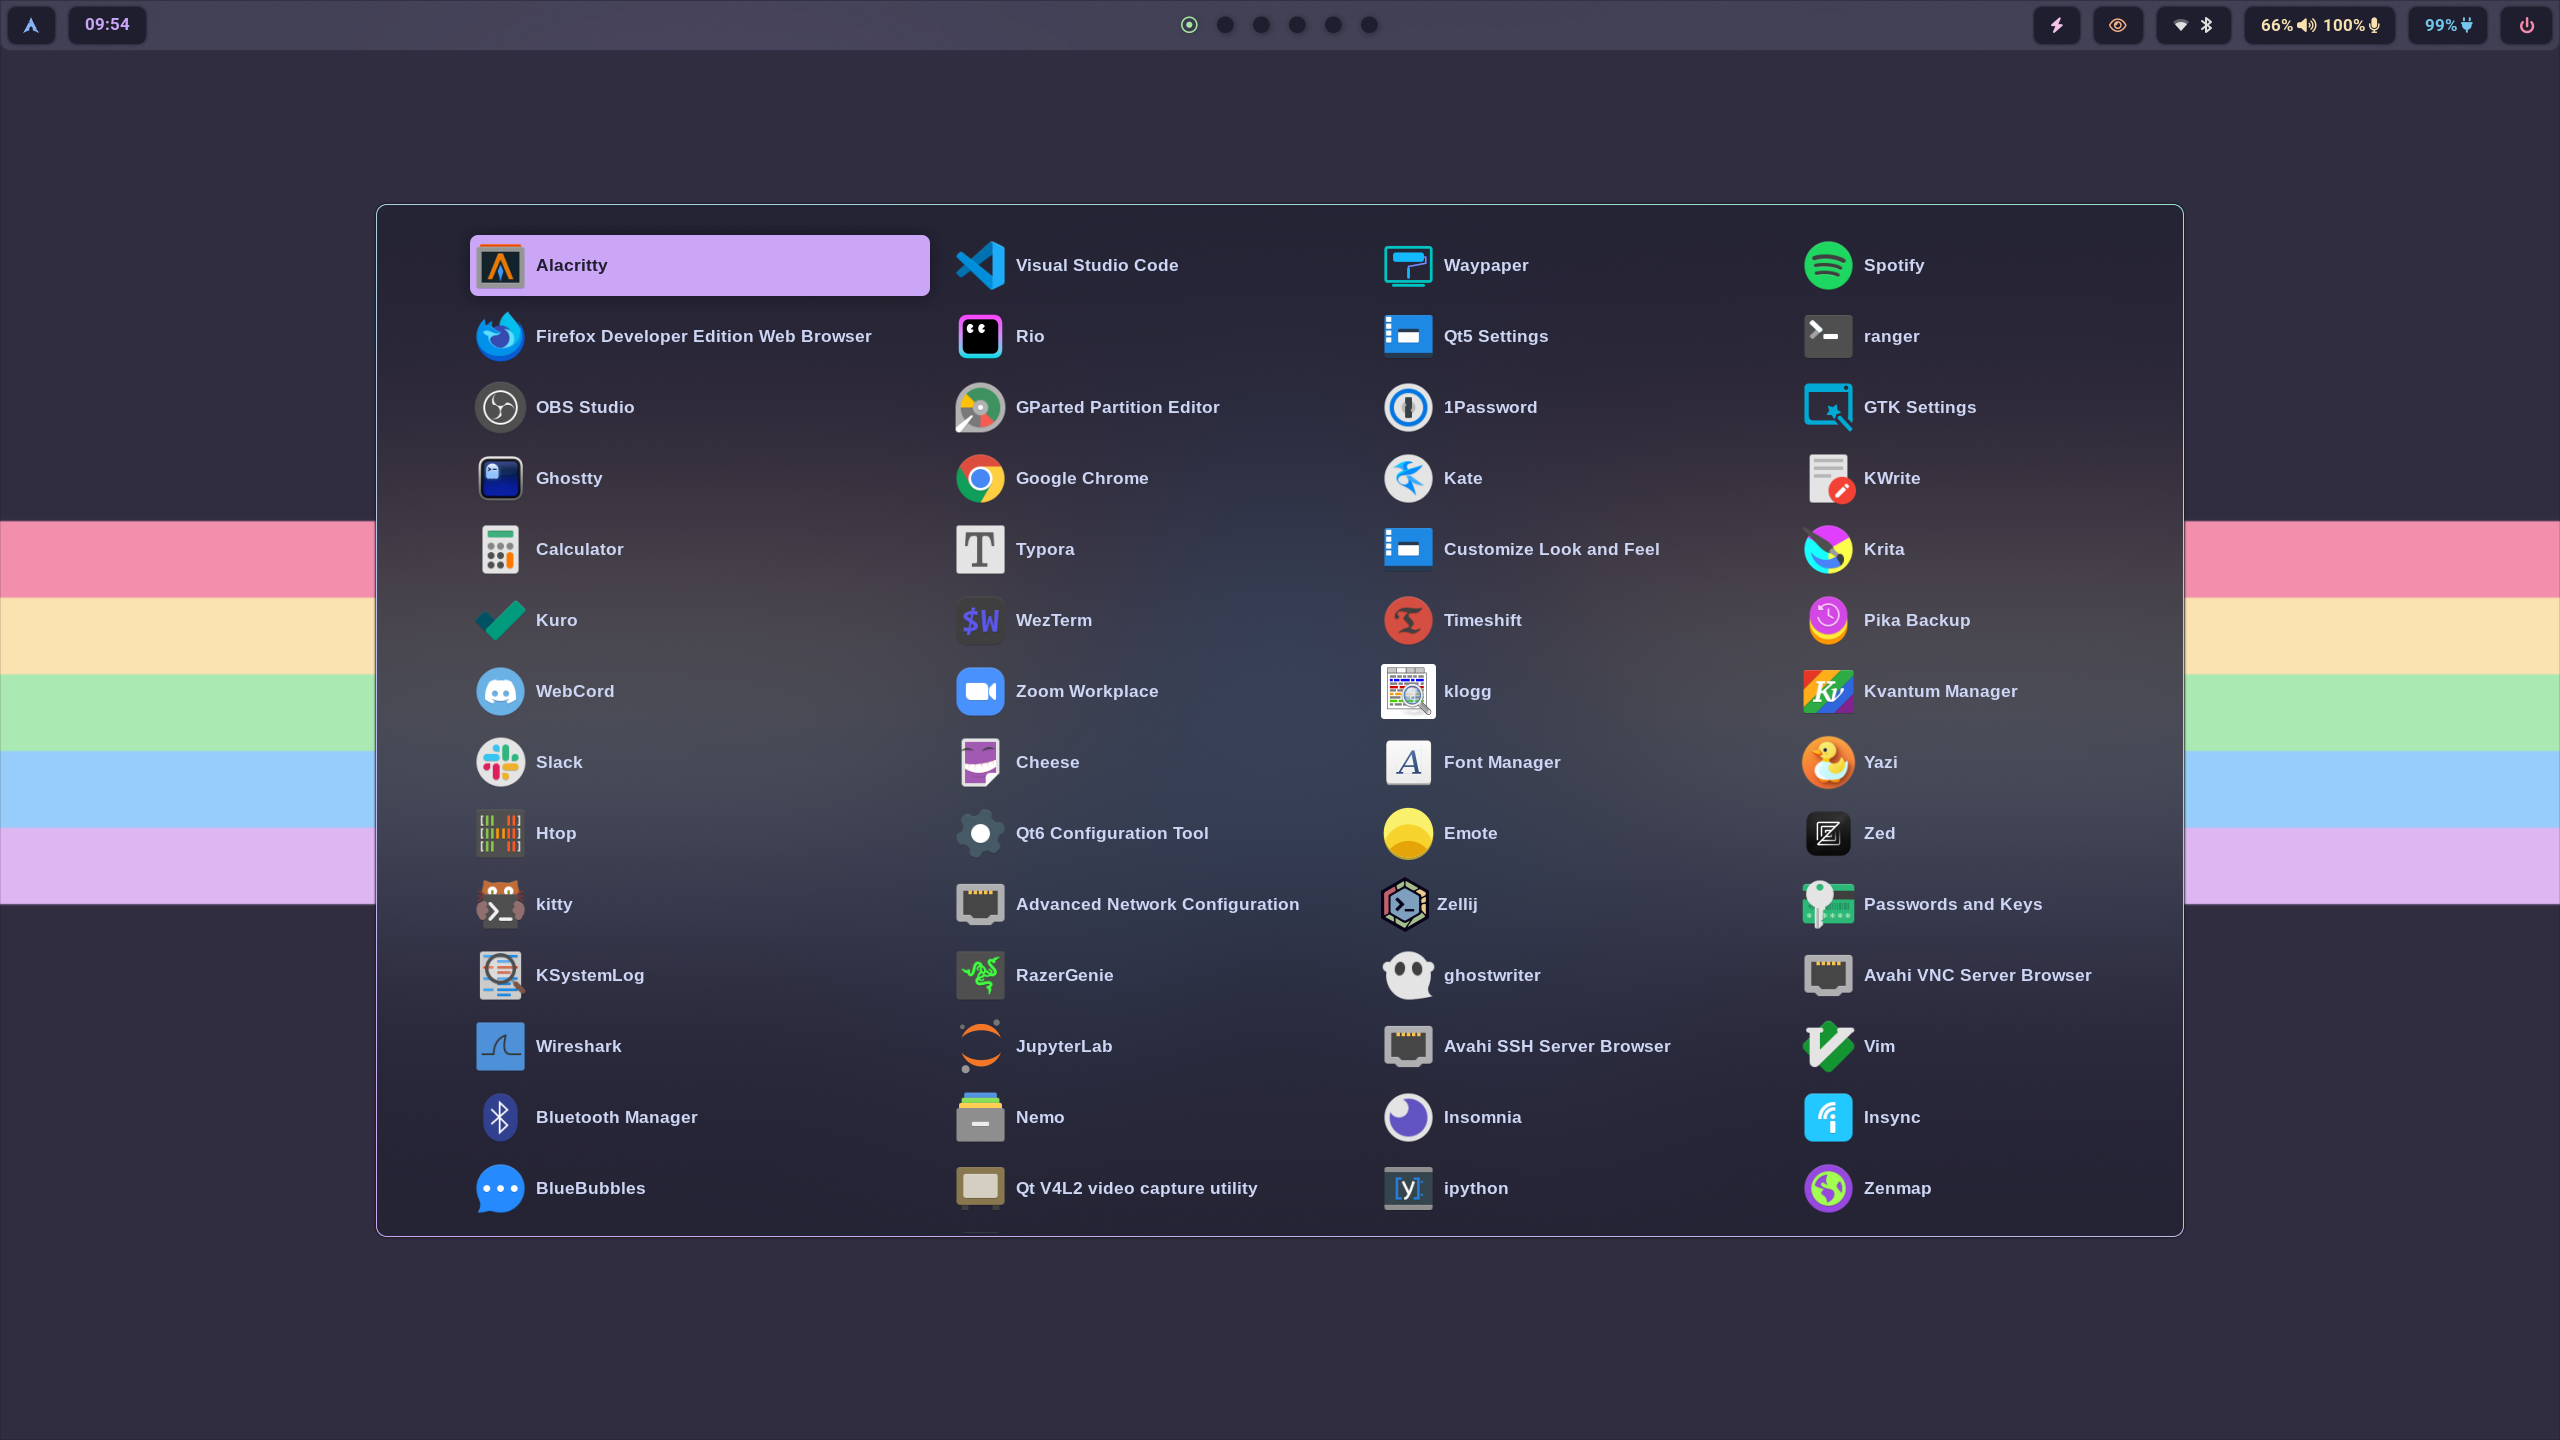 09:54
66% 100% 99%
Alacritty Visual Studio Code Waypaper Spotify
Firefox Developer Edition Web Browser Rio Qt5 Settings ranger
OBS Studio GParted Partition Editor 1Password GTK Settings
Ghostty Google Chrome Kate KWrite
Calculator Typora Customize Look and Feel Krita
Kuro $W WezTerm Timeshift Pika Backup
WebCord Zoom Workplace klogg Kv Kvantum Manager
Slack Cheese Font Manager Yazi
Htop Qt6 Configuration Tool Emote Zed
kitty Advanced Network Configuration Zellij Passwords and Keys
KSystemLog RazerGenie ghostwriter Avahi VNC Server Browser
Wireshark JupyterLab Avahi SSH Server Browser Vim
Bluetooth Manager Nemo Insomnia Insync
BlueBubbles Qt V4L2 video capture utility [y] ipython Zenmap